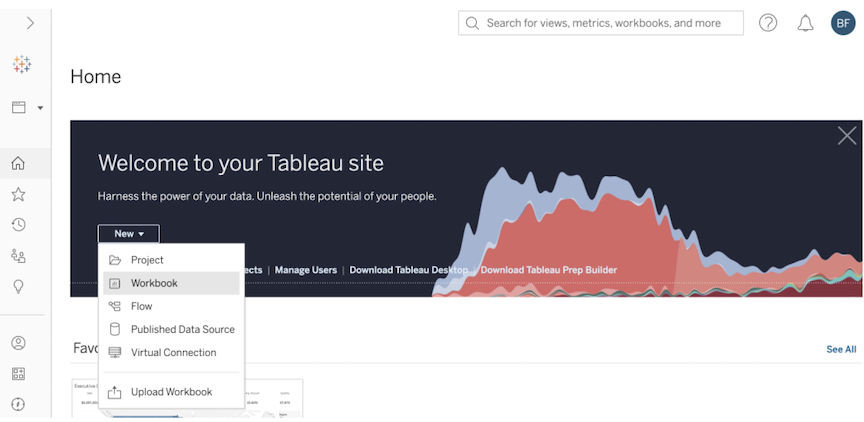 Search for views, metrics, workbooks, and more
BF
Home
Welcome to your Tableau site
Harness the power of your data. Unleash the potential of your people.
New
Project
ects | Manage Users | Download Tableau Desktop Download Tableau Prep Builder
Workbook
Flow
Published Data Source
Virtual Connection
Favo
See All
Upload Workbook
Executive